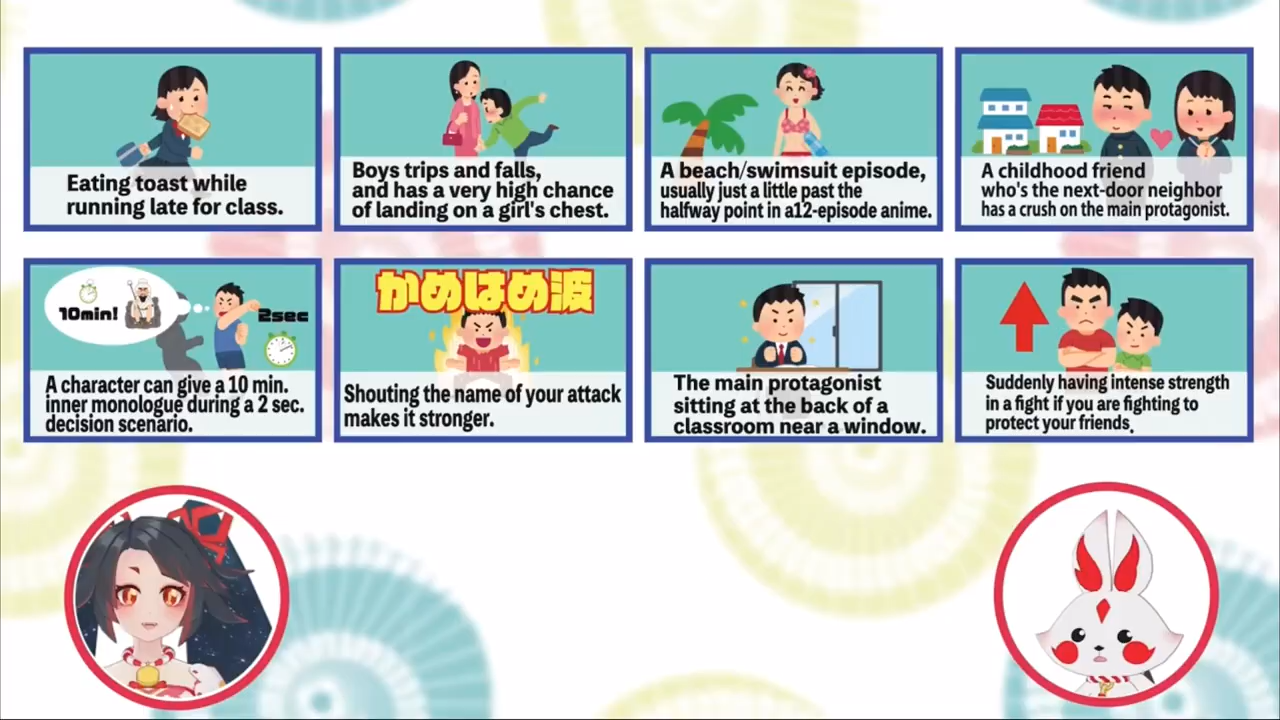 Eating toast while
running late for class.
Boys trips and falls,
and has a very high chance
of landing on a girl's chest.
A beach/swimsuit episode,
usually just a little past the
halfway point in a12-episode anime.
A childhood friend
who's the next-door neighbor
has a crush on the main protagonist.
10min!
2sec
A character can give a 10 min.
inner monologue during a 2 sec.
decision scenario.
かめはめ波
Shouting the name of your attack
makes it stronger.
The main protagonist
sitting at the back of a
classroom near a window.
Suddenly having intense strength
in a fight if you are fighting to
protect your friends.